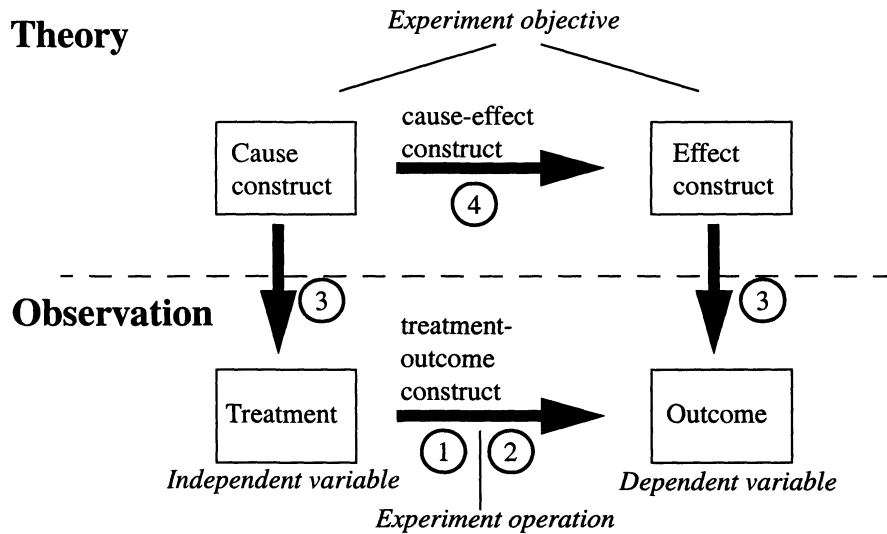 Experiment objective
Theory
cause-effect
construct
Cause
construct
Effect
construct
4
3
3
Observation
treatment-
outcome
construct
Treatment
Outcome
1
2
Independent variable
Dependent variable
Experiment operation